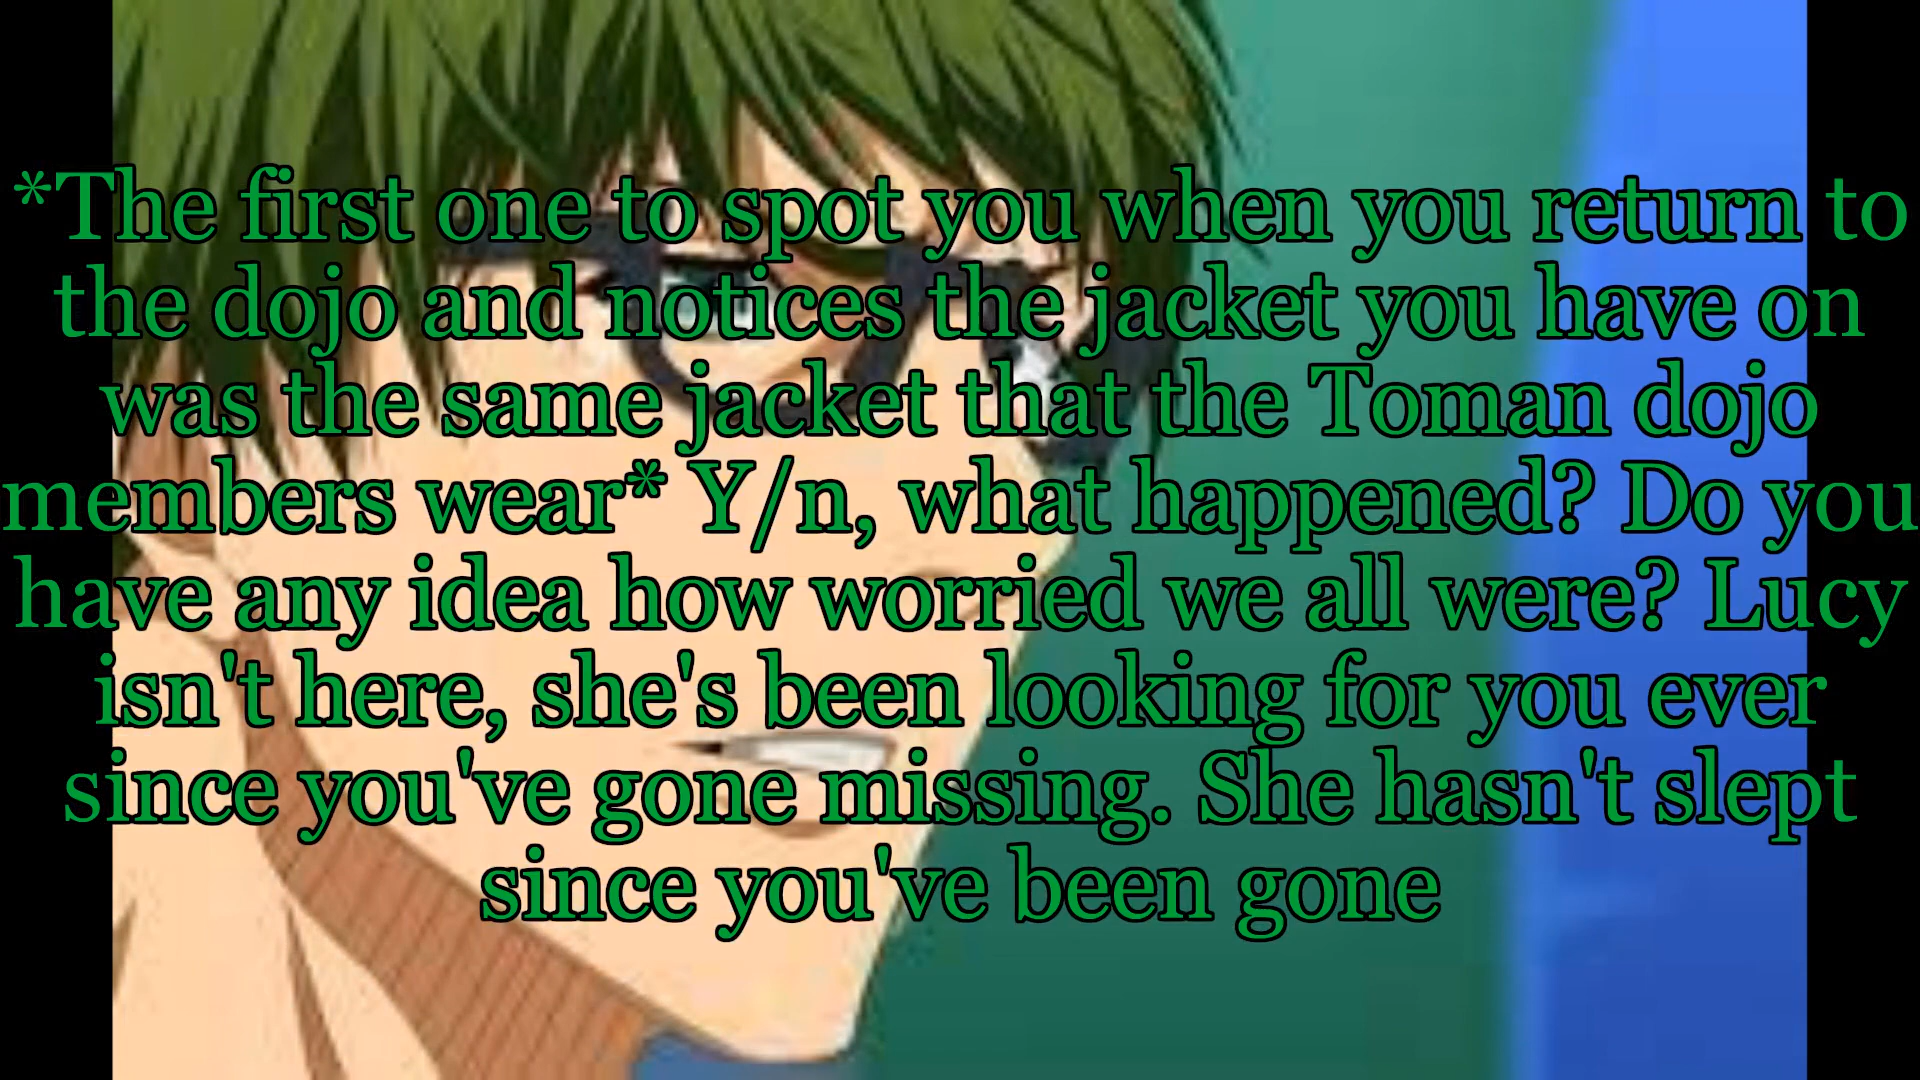 *The first one to spot you when you return to
the dojo and notices the jacket you have on
was the same jacket that the Toman dojo
members wear* Y/n, what happened? Do you
have any idea how worried we all were? Lucy
isn't here, she's been looking for you ever
since you've gone missing. She hasn't slept
since you've been gone